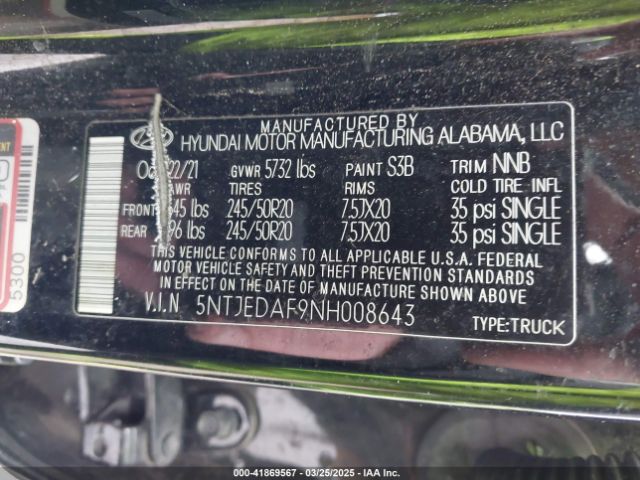 MANUFACTURED BY
HYUNDAI MOTOR MANUFACTURING ALABAMA, LLC
22/21 GVWR 5732 lbs PAINT S3B TRIM NNB
TIRES RIMS COLD TIRE INFL
FRONT 245/50R20 7.5JX20 35 psi SINGLE
REAR 245/50R20 7.5JX20 35 psi SINGLE
THIS VEHICLE CONFORMS TO ALL APPLICABLE U.S.A. FEDERAL
MOTOR VEHICLE SAFETY AND THEFT PREVENTION STANDARDS
IN EFFECT ON THE DATE OF MANUFACTURE SHOWN ABOVE
V.I.N 5NTJEDAF9NH008643
TYPE:TRUCK
5300
000-41869567 - 03/25/2025 - IAA Inc.